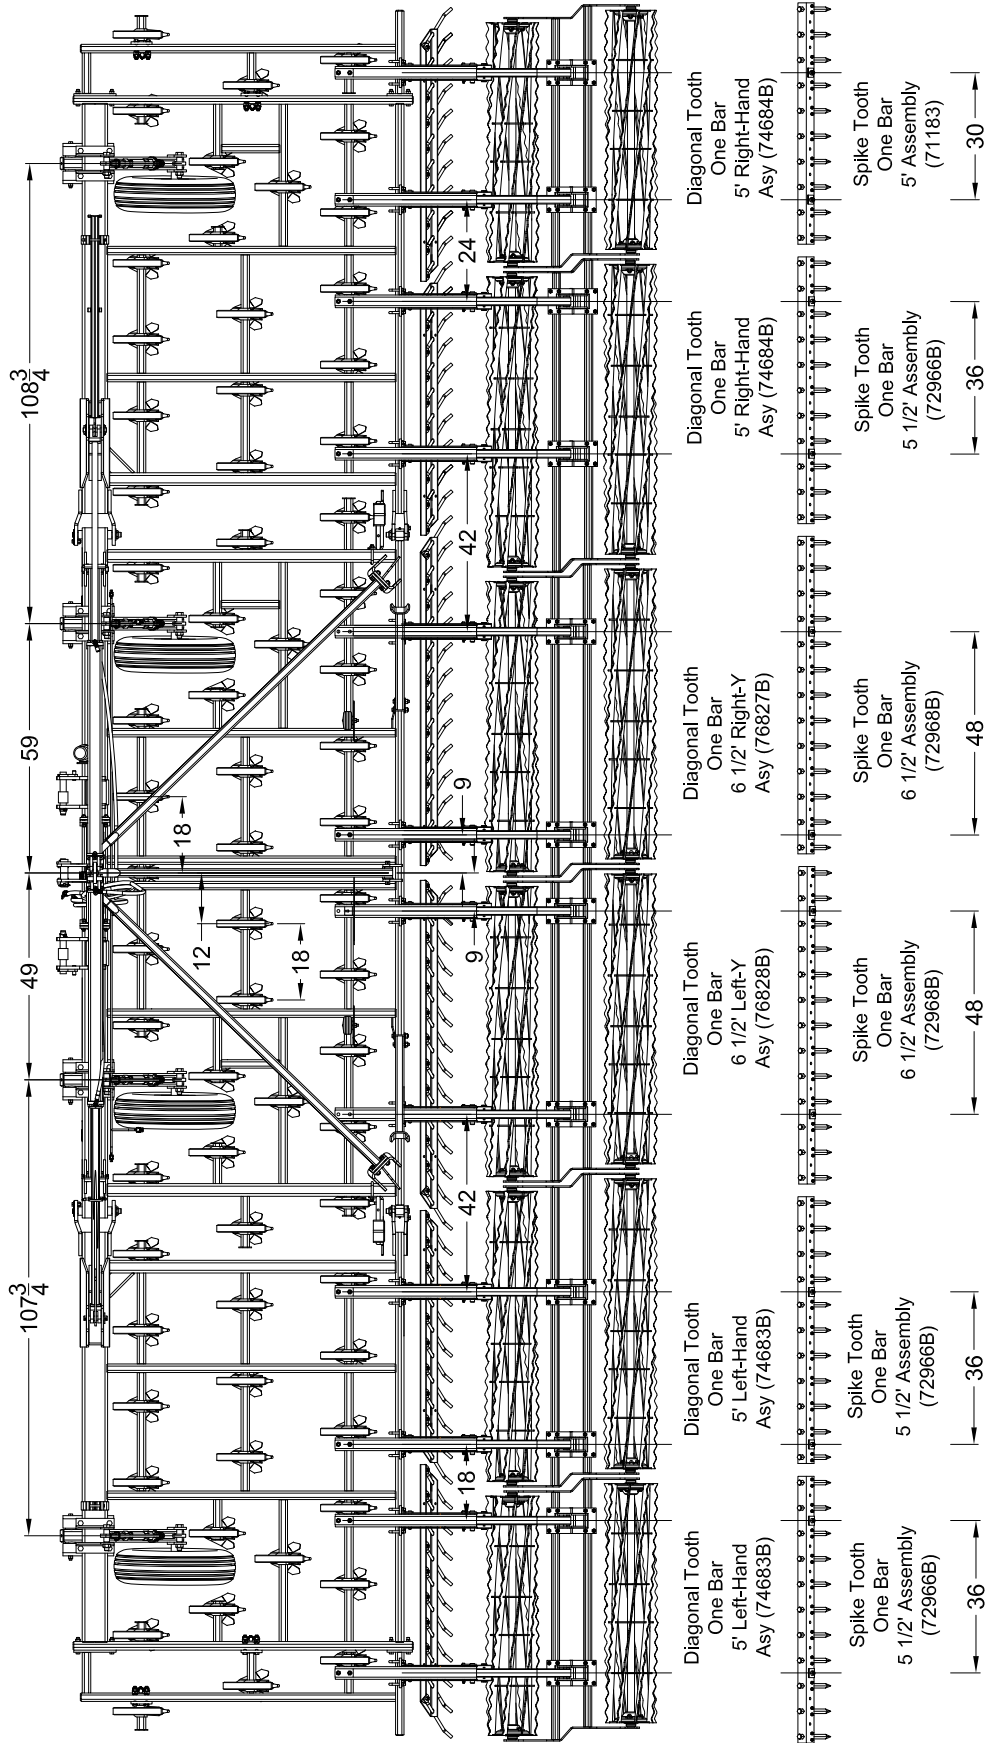 107 3/4
49
59
108 3/4
18
12
18
18
42
9
9
42
24
Diagonal Tooth
One Bar
5' Left-Hand
Asy (74683B)
Diagonal Tooth
One Bar
5' Left-Hand
Asy (74683B)
Diagonal Tooth
One Bar
6 1/2' Left-Y
Asy (76828B)
Diagonal Tooth
One Bar
6 1/2' Right-Y
Asy (76827B)
Diagonal Tooth
One Bar
5' Right-Hand
Asy (74684B)
Diagonal Tooth
One Bar
5' Right-Hand
Asy (74684B)
Spike Tooth
One Bar
5 1/2' Assembly
(72966B)
Spike Tooth
One Bar
5 1/2' Assembly
(72966B)
Spike Tooth
One Bar
6 1/2' Assembly
(72968B)
Spike Tooth
One Bar
6 1/2' Assembly
(72968B)
Spike Tooth
One Bar
5 1/2' Assembly
(72966B)
Spike Tooth
One Bar
5' Assembly
(71183)
36
36
48
48
36
30